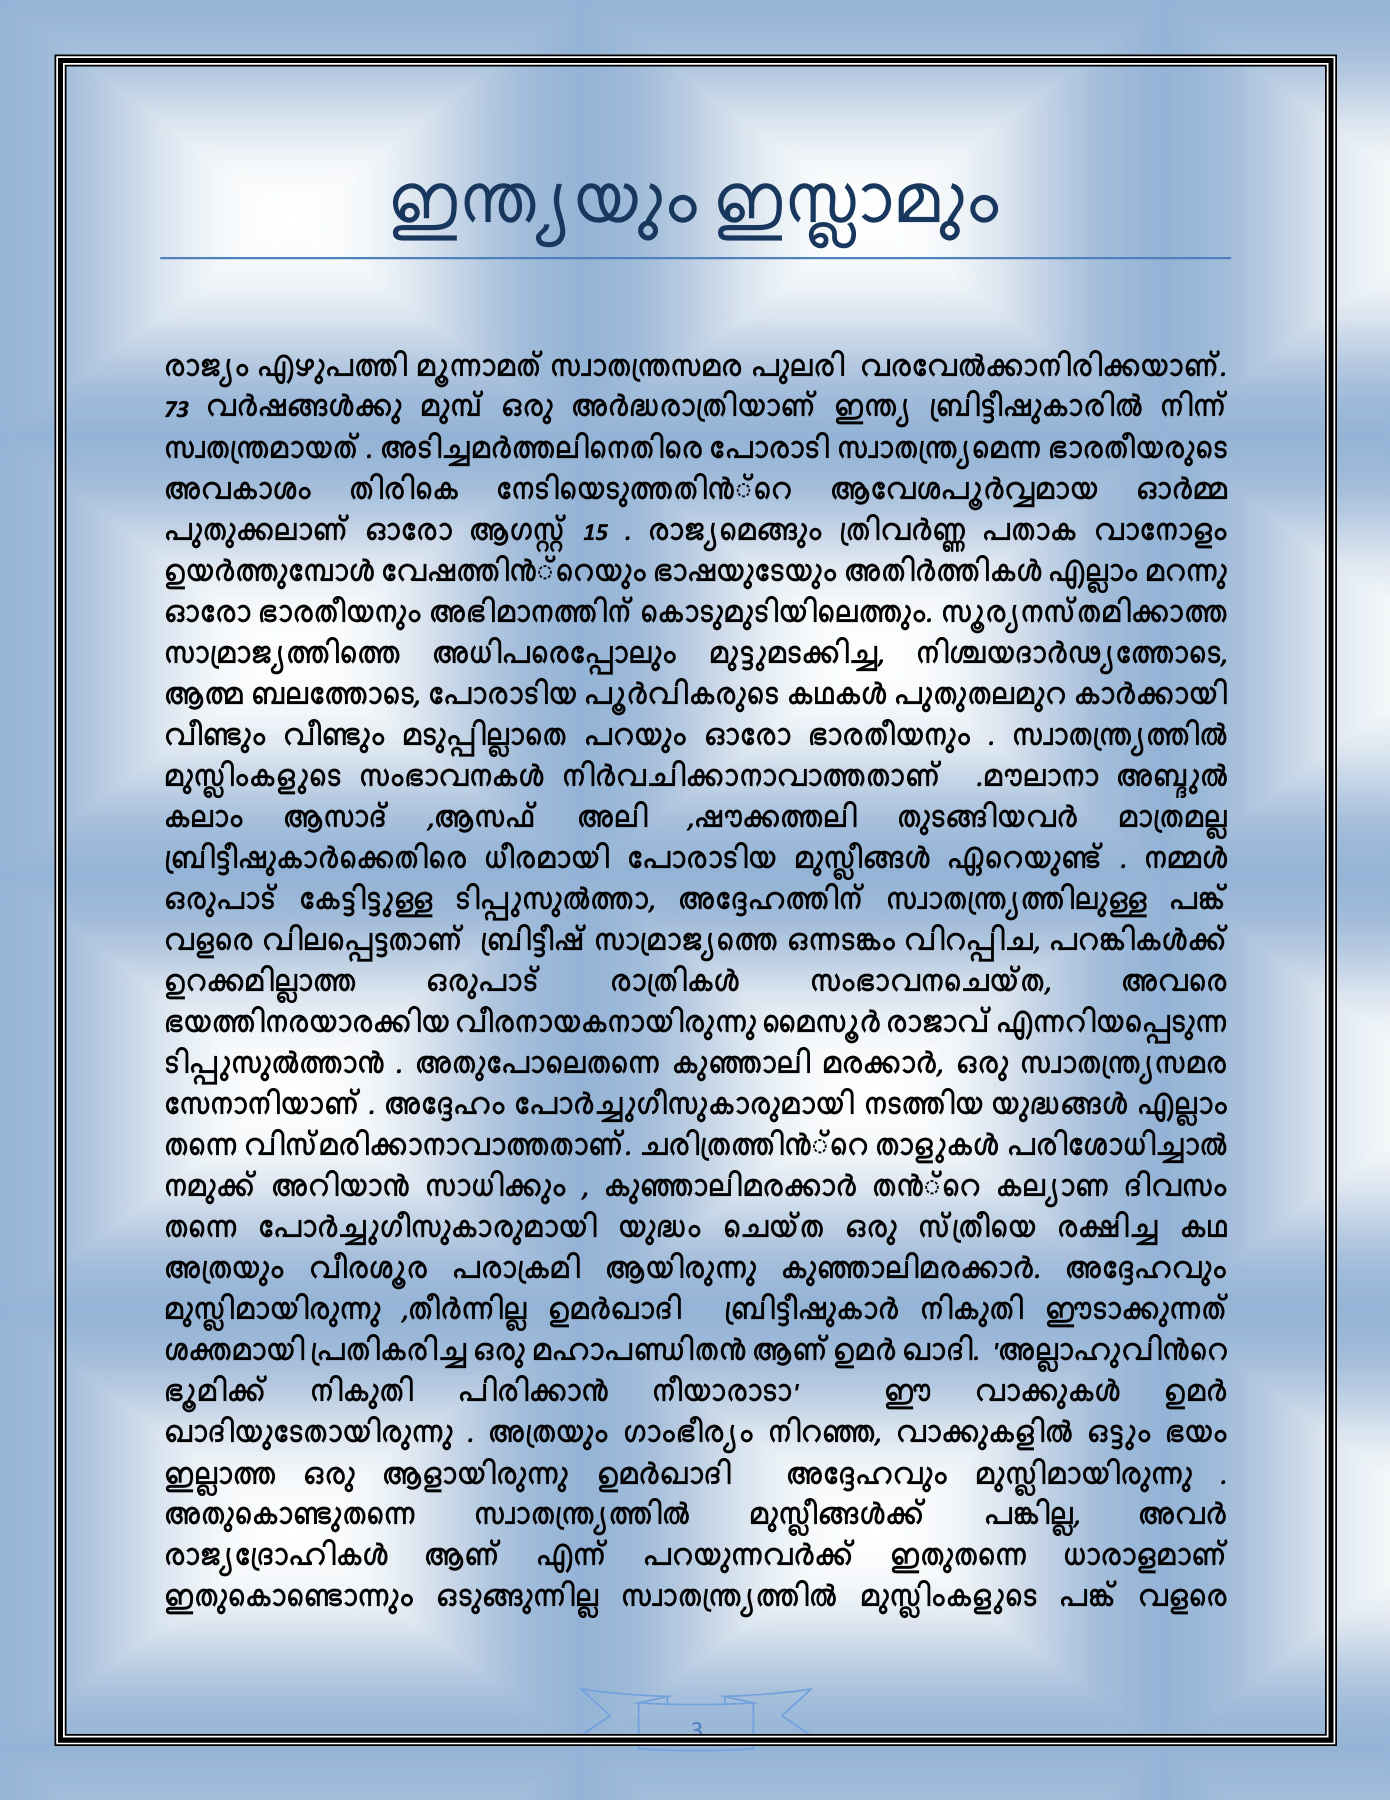 ഇന്ത്യയും ഇസ്ലാമും
രാജ്യം എഴുപത്തി മൂന്നാമത് സ്വാതന്ത്രസമര പുലരി വരവേൽക്കാനിരിക്കയാണ്.
73 വർഷങ്ങൾക്കു മുമ്പ് ഒരു അർദ്ധരാത്രിയാണ് ഇന്ത്യ ബ്രിട്ടീഷുകാരിൽ നിന്ന്
സ്വതന്ത്രമായത് . അടിച്ചമർത്തലിനെതിരെ പോരാടി സ്വാതന്ത്ര്യമെന്ന ഭാരതീയരുടെ
അവകാശം തിരികെ നേടിയെടുത്തതിൻ്റെ ആവേശപൂർവ്വമായ ഓർമ്മ
പുതുക്കലാണ് ഓരോ ആഗസ്റ്റ് 15 . രാജ്യമെങ്ങും ത്രിവർണ്ണ പതാക വാനോളം
ഉയർത്തുമ്പോൾ വേഷത്തിൻ്റെയും ഭാഷയുടേയും അതിർത്തികൾ എല്ലാം മറന്നു
ഓരോ ഭാരതീയനും അഭിമാനത്തിന് കൊടുമുടിയിലെത്തും. സൂര്യനസ്തമിക്കാത്ത
സാമ്രാജ്യത്തിത്തെ അധിപരെപ്പോലും മുട്ടുമടക്കിച്ച, നിശ്ചയദാർഢ്യത്തോടെ,
ആത്മ ബലത്തോടെ, പോരാടിയ പൂർവികരുടെ കഥകൾ പുതുതലമുറ കാർക്കായി
വീണ്ടും വീണ്ടും മടുപ്പില്ലാതെ പറയും ഓരോ ഭാരതീയനും . സ്വാതന്ത്ര്യത്തിൽ
മുസ്ലിംകളുടെ സംഭാവനകൾ നിർവചിക്കാനാവാത്തതാണ് .മൗലാനാ അബ്ദുൽ
കലാം ആസാദ് ,ആസഫ് അലി ,ഷൗക്കത്തലി തുടങ്ങിയവർ മാത്രമല്ല
ബ്രിട്ടീഷുകാർക്കെതിരെ ധീരമായി പോരാടിയ മുസ്ലീങ്ങൾ ഏറെയുണ്ട് . നമ്മൾ
ഒരുപാട് കേട്ടിട്ടുള്ള ടിപ്പുസുൽത്താ, അദ്ദേഹത്തിന് സ്വാതന്ത്ര്യത്തിലുള്ള പങ്ക്
വളരെ വിലപ്പെട്ടതാണ് ബ്രിട്ടീഷ് സാമ്രാജ്യത്തെ ഒന്നടങ്കം വിറപ്പിച, പറങ്കികൾക്ക്
ഉറക്കമില്ലാത്ത ഒരുപാട് രാത്രികൾ സംഭാവനചെയ്ത, അവരെ
ഭയത്തിനരയാരക്കിയ വീരനായകനായിരുന്നു മൈസൂർ രാജാവ് എന്നറിയപ്പെടുന്ന
ടിപ്പുസുൽത്താൻ . അതുപോലെതന്നെ കുഞ്ഞാലി മരക്കാർ, ഒരു സ്വാതന്ത്ര്യസമര
സേനാനിയാണ് . അദ്ദേഹം പോർച്ചുഗീസുകാരുമായി നടത്തിയ യുദ്ധങ്ങൾ എല്ലാം
തന്നെ വിസ്മരിക്കാനാവാത്തതാണ്. ചരിത്രത്തിൻ്റെ താളുകൾ പരിശോധിച്ചാൽ
നമുക്ക് അറിയാൻ സാധിക്കും , കുഞ്ഞാലിമരക്കാർ തൻ്റെ കല്യാണ ദിവസം
തന്നെ പോർച്ചുഗീസുകാരുമായി യുദ്ധം ചെയ്ത ഒരു സ്ത്രീയെ രക്ഷിച്ച കഥ
അത്രയും വീരശൂര പരാക്രമി ആയിരുന്നു കുഞ്ഞാലിമരക്കാർ. അദ്ദേഹവും
മുസ്ലിമായിരുന്നു ,തീർന്നില്ല ഉമർഖാദി ബ്രിട്ടീഷുകാർ നികുതി ഈടാക്കുന്നത്
ശക്തമായി പ്രതികരിച്ച ഒരു മഹാപണ്ഡിതൻ ആണ് ഉമർ ഖാദി. 'അല്ലാഹുവിൻറെ
ഭൂമിക്ക് നികുതി പിരിക്കാൻ നീയാരാടാ' ഈ വാക്കുകൾ ഉമർ
ഖാദിയുടേതായിരുന്നു . അത്രയും ഗാംഭീര്യം നിറഞ്ഞ, വാക്കുകളിൽ ഒട്ടും ഭയം
ഇല്ലാത്ത ഒരു ആളായിരുന്നു ഉമർഖാദി അദ്ദേഹവും മുസ്ലിമായിരുന്നു .
അതുകൊണ്ടുതന്നെ സ്വാതന്ത്ര്യത്തിൽ മുസ്ലീങ്ങൾക്ക് പങ്കില്ല, അവർ
രാജ്യദ്രോഹികൾ ആണ് എന്ന് പറയുന്നവർക്ക് ഇതുതന്നെ ധാരാളമാണ്
ഇതുകൊണ്ടൊന്നും ഒടുങ്ങുന്നില്ല സ്വാതന്ത്ര്യത്തിൽ മുസ്ലിംകളുടെ പങ്ക് വളരെ
3